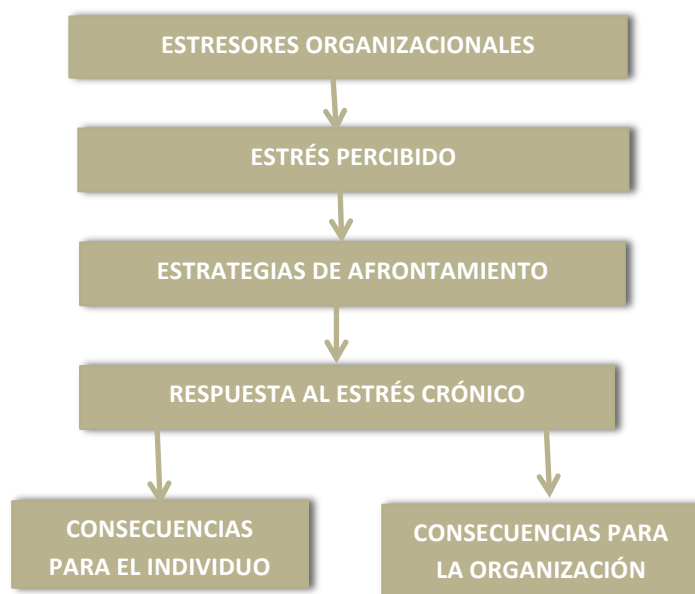 ESTRESORES ORGANIZACIONALES
ESTRÉS PERCIBIDO
ESTRATEGIAS DE AFRONTAMIENTO
RESPUESTA AL ESTRÉS CRÓNICO
CONSECUENCIAS
PARA EL INDIVIDUO
CONSECUENCIAS PARA
LA ORGANIZACIÓN